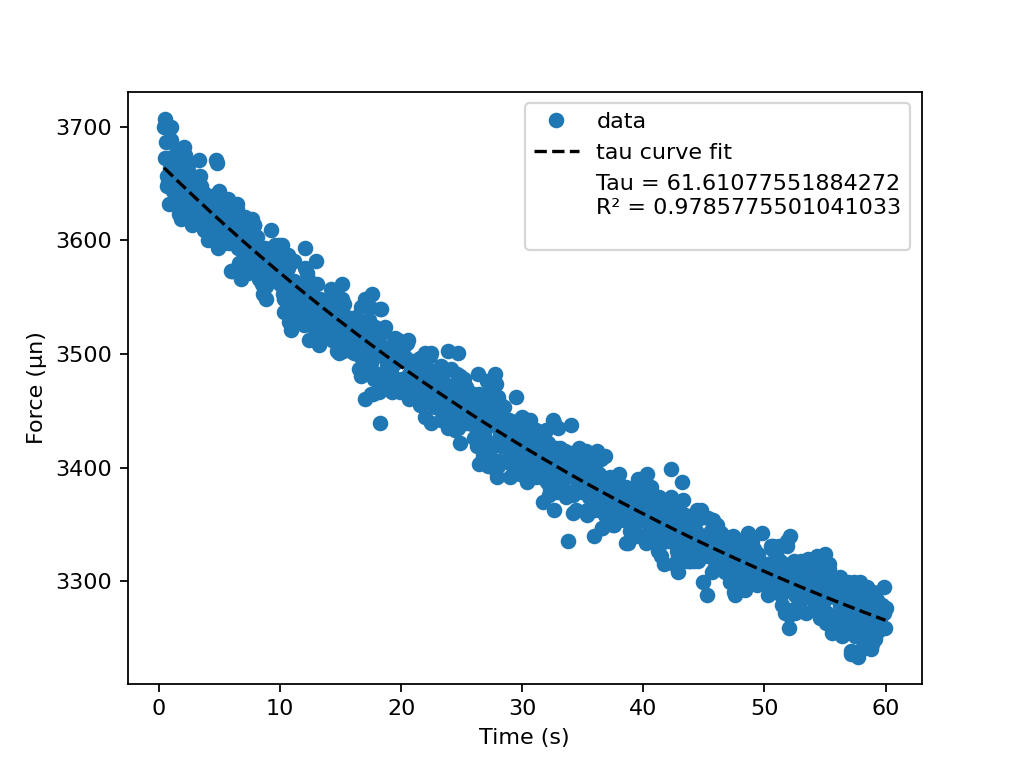 data
tau curve fit
Tau = 61.61077551884272
R² = 0.9785775501041033
3700
3600
3500
3400
3300
Force (μn)
0 10 20 30 40 50 60
Time (s)